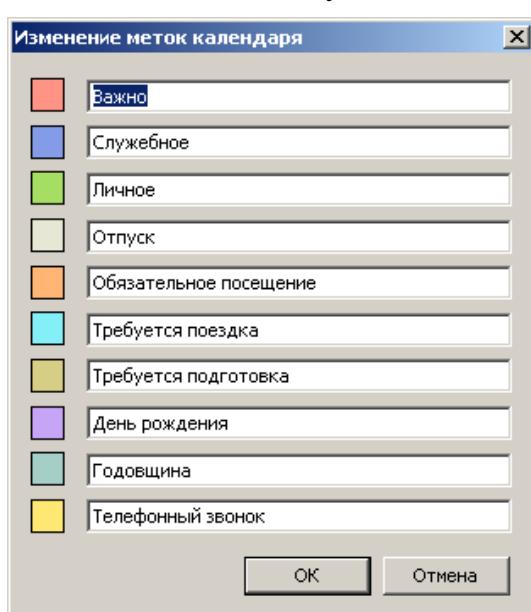 Изменение меток календаря
Важно
Служебное
Личное
Отпуск
Обязательное посещение
Требуется поездка
Требуется подготовка
День рождения
Годовщина
Телефонный звонок
ОК Отмена